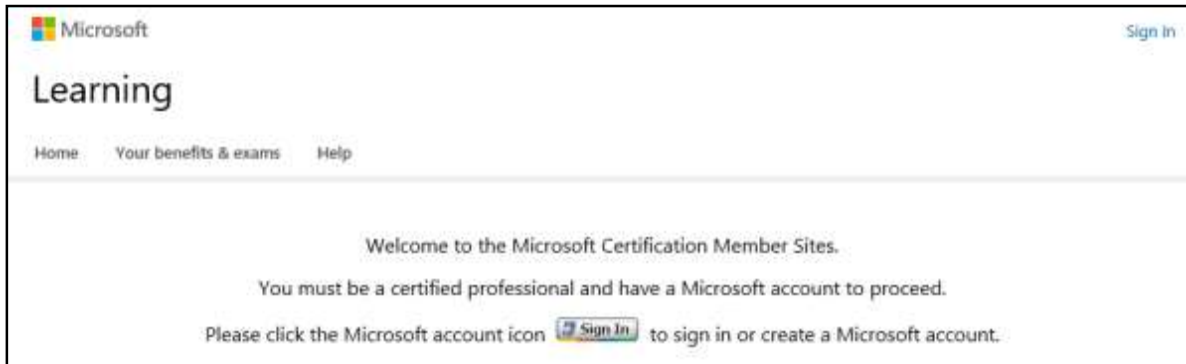 Microsoft
Sign In
Learning
Home Your benefits & exams Help
Welcome to the Microsoft Certification Member Sites.
You must be a certified professional and have a Microsoft account to proceed.
Please click the Microsoft account icon Sign In to sign in or create a Microsoft account.